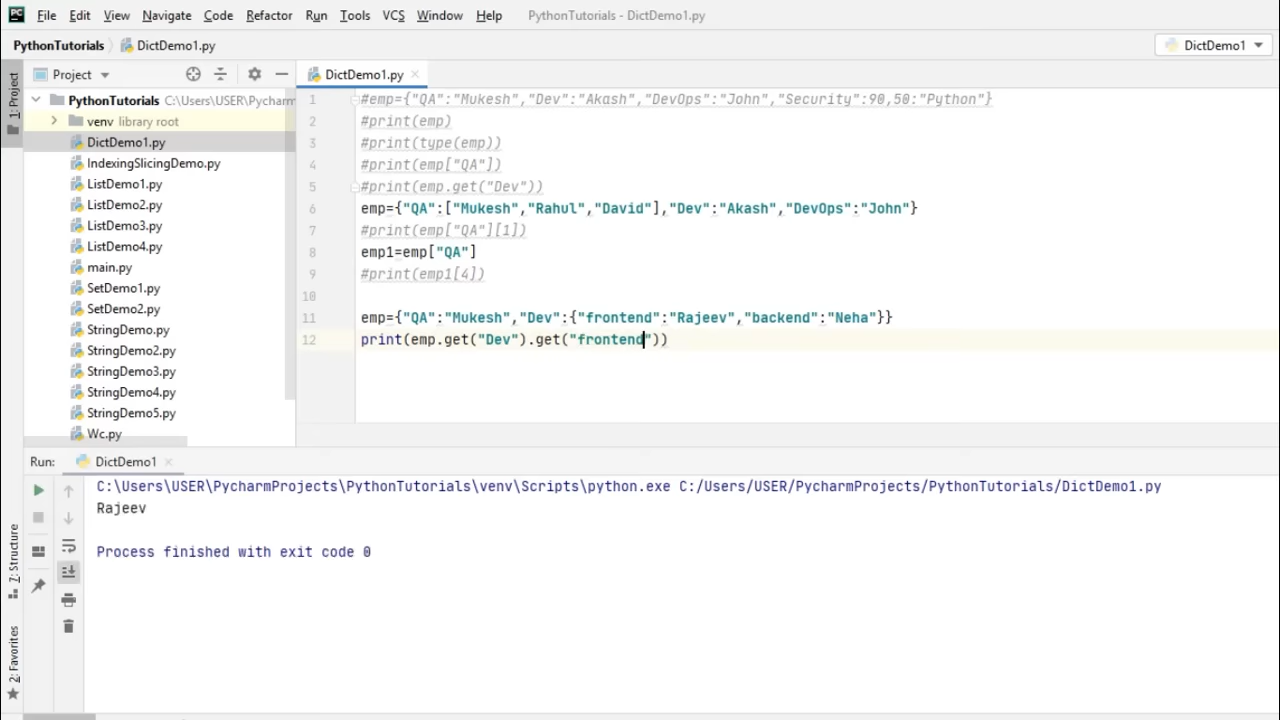 PC File Edit View Navigate Code Refactor Run Tools VCS Window Help PythonTutorials - DictDemo1.py
PythonTutorials DictDemo1.py DictDemo1
1: Project
Project
DictDemo1.py
PythonTutorials C:\Users\USER\Pycharm
venv library root
DictDemo1.py
IndexingSlicingDemo.py
ListDemo1.py
ListDemo2.py
ListDemo3.py
ListDemo4.py
main.py
SetDemo1.py
SetDemo2.py
StringDemo.py
StringDemo2.py
StringDemo3.py
StringDemo4.py
StringDemo5.py
Wc.py
1 #emp={"QA":"Mukesh","Dev":"Akash","DevOps":"John","Security":90,50:"Python"}
2 #print(emp)
3 #print(type(emp))
4 #print(emp["QA"])
5 #print(emp.get("Dev"))
6 emp={"QA":["Mukesh","Rahul","David"],"Dev":"Akash","DevOps":"John"}
7 #print(emp["QA"][1])
8 emp1=emp["QA"]
9 #print(emp1[4])
10
11 emp={"QA":"Mukesh","Dev":{"frontend":"Rajeev","backend":"Neha"}}
12 print(emp.get("Dev").get("frontend"))
Run: DictDemo1
C:\Users\USER\PycharmProjects\PythonTutorials\venv\Scripts\python.exe C:/Users/USER/PycharmProjects/PythonTutorials/DictDemo1.py
Rajeev
Process finished with exit code 0
7: Structure
2: Favorites